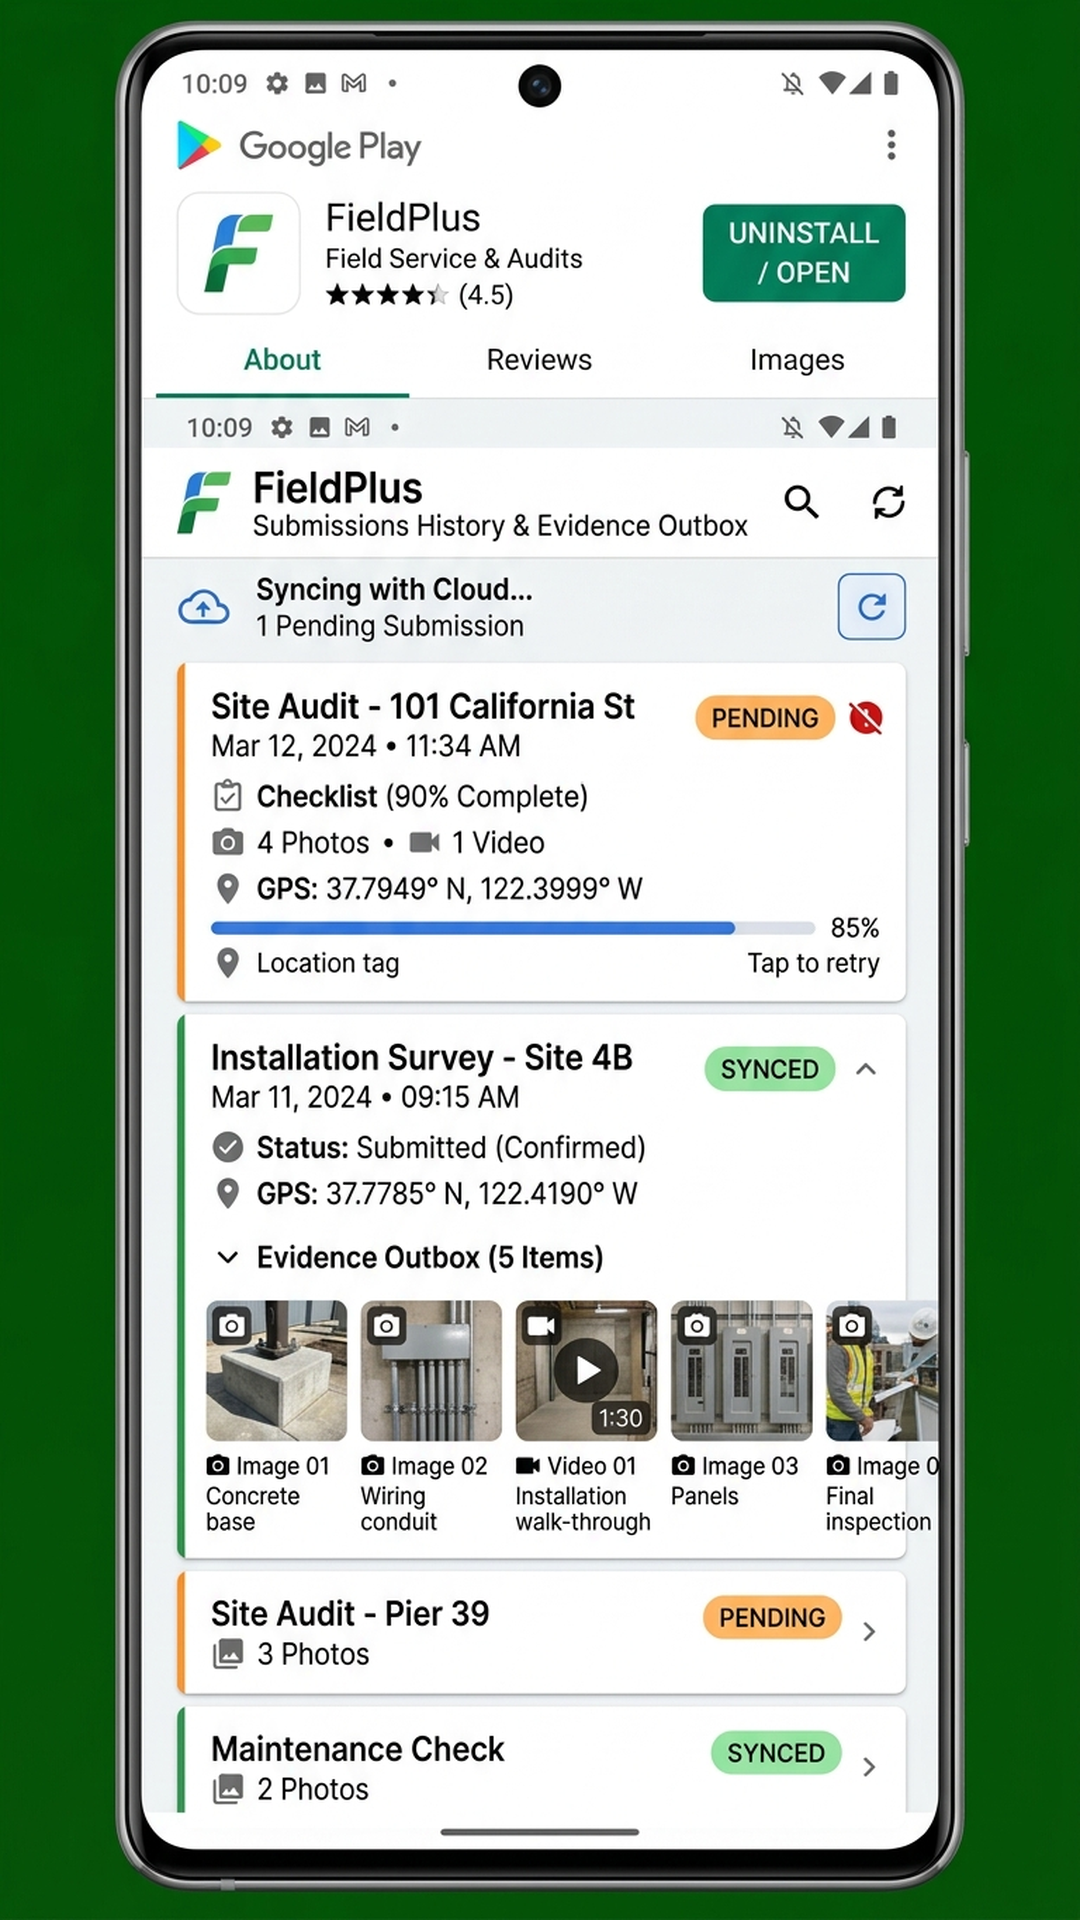 10:09
Google Play
FieldPlus
Field Service & Audits
(4.5)
UNINSTALL
/ OPEN
About
Reviews
Images
10:09
FieldPlus
Submissions History & Evidence Outbox
Syncing with Cloud...
1 Pending Submission
Site Audit - 101 California St
PENDING
Mar 12, 2024 • 11:34 AM
Checklist (90% Complete)
4 Photos • 1 Video
GPS: 37.7949° N, 122.3999° W
85%
Location tag
Tap to retry
Installation Survey - Site 4B
SYNCED
Mar 11, 2024 • 09:15 AM
Status: Submitted (Confirmed)
GPS: 37.7785° N, 122.4190° W
Evidence Outbox (5 Items)
1:30
Image 01
Concrete
base
Image 02
Wiring
conduit
Video 01
Installation
walk-through
Image 03
Panels
Image 0
Final
inspection
Site Audit - Pier 39
PENDING
3 Photos
Maintenance Check
SYNCED
2 Photos